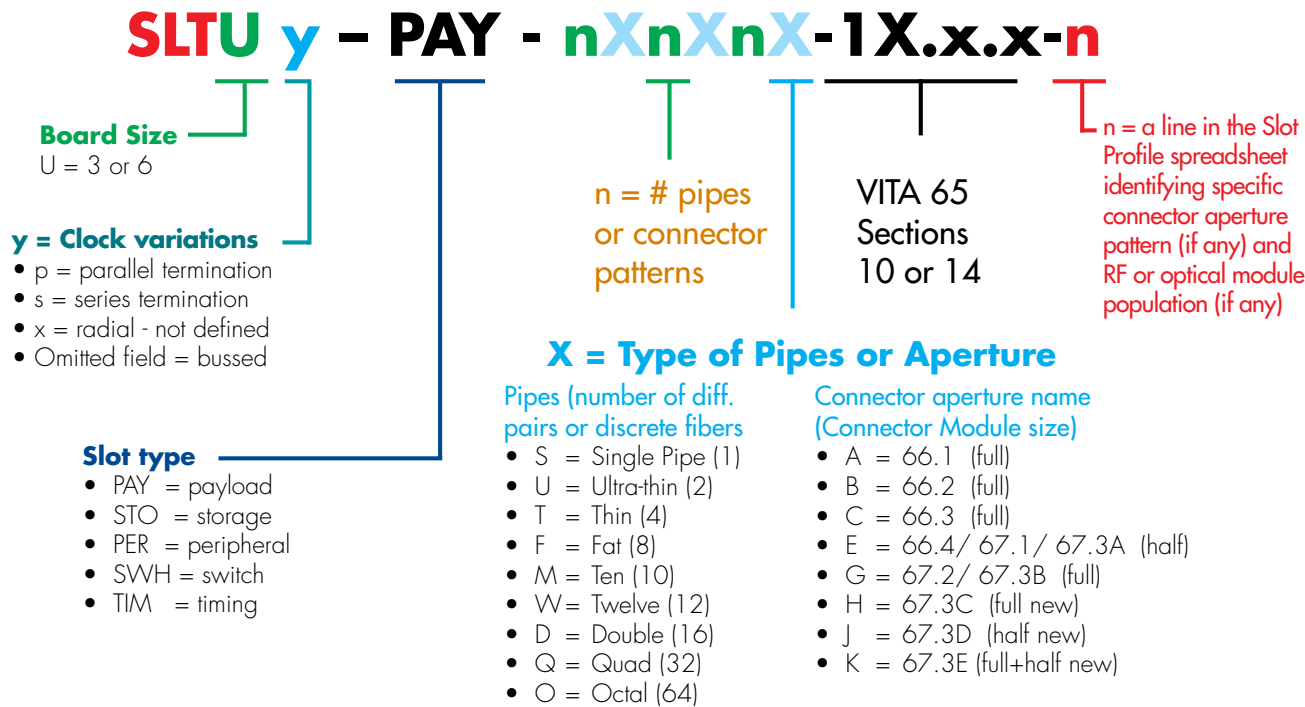 SLTU y – PAY - nXnXnX-1X.x.x-n
Board Size
U = 3 or 6
y = Clock variations
• p = parallel termination
• s = series termination
• x = radial - not defined
• Omitted field = bussed
Slot type
• PAY = payload
• STO = storage
• PER = peripheral
• SWH = switch
• TIM = timing
n = # pipes
or connector
patterns
VITA 65
Sections
10 or 14
n = a line in the Slot
Profile spreadsheet
identifying specific
connector aperture
pattern (if any) and
RF or optical module
population (if any)
X = Type of Pipes or Aperture
Pipes (number of diff.
pairs or discrete fibers
• S = Single Pipe (1)
• U = Ultra-thin (2)
• T = Thin (4)
• F = Fat (8)
• M = Ten (10)
• W= Twelve (12)
• D = Double (16)
• Q = Quad (32)
• O = Octal (64)
Connector aperture name
(Connector Module size)
• A = 66.1 (full)
• B = 66.2 (full)
• C = 66.3 (full)
• E = 66.4/ 67.1/ 67.3A (half)
• G = 67.2/ 67.3B (full)
• H = 67.3C (full new)
• J = 67.3D (half new)
• K = 67.3E (full+half new)